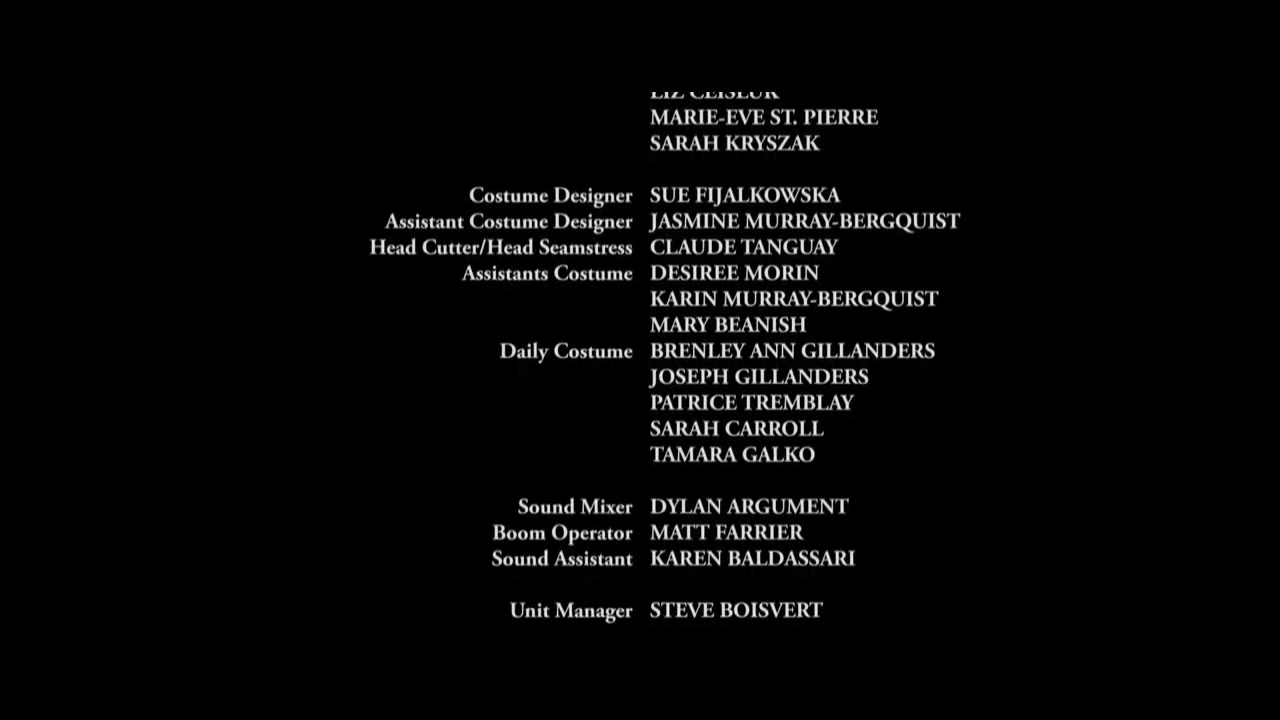 MARIE-EVE ST. PIERRE
SARAH KRYSZAK
Costume Designer SUE FIJALKOWSKA
Assistant Costume Designer JASMINE MURRAY-BERGQUIST
Head Cutter/Head Seamstress CLAUDE TANGUAY
Assistants Costume DESIREE MORIN
KARIN MURRAY-BERGQUIST
MARY BEANISH
Daily Costume BRENLEY ANN GILLANDERS
JOSEPH GILLANDERS
PATRICE TREMBLAY
SARAH CARROLL
TAMARA GALKO
Sound Mixer DYLAN ARGUMENT
Boom Operator MATT FARRIER
Sound Assistant KAREN BALDASSARI
Unit Manager STEVE BOISVERT